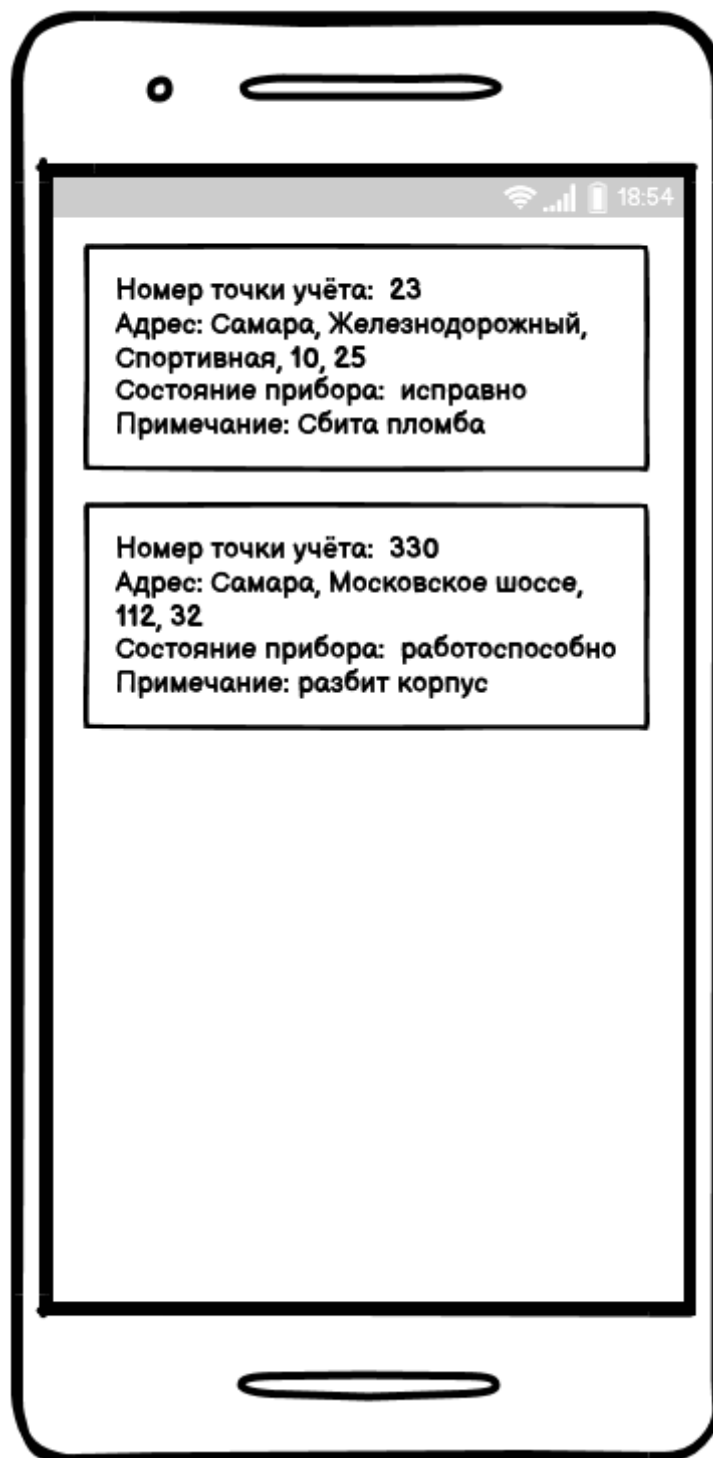 18:54
Номер точки учёта:  23
Адрес: Самара, Железнодорожный,
Спортивная, 10, 25
Состояние прибора:  исправно
Примечание: Сбита пломба
Номер точки учёта:  330
Адрес: Самара, Московское шоссе,
112, 32
Состояние прибора:  работоспособно
Примечание: разбит корпус